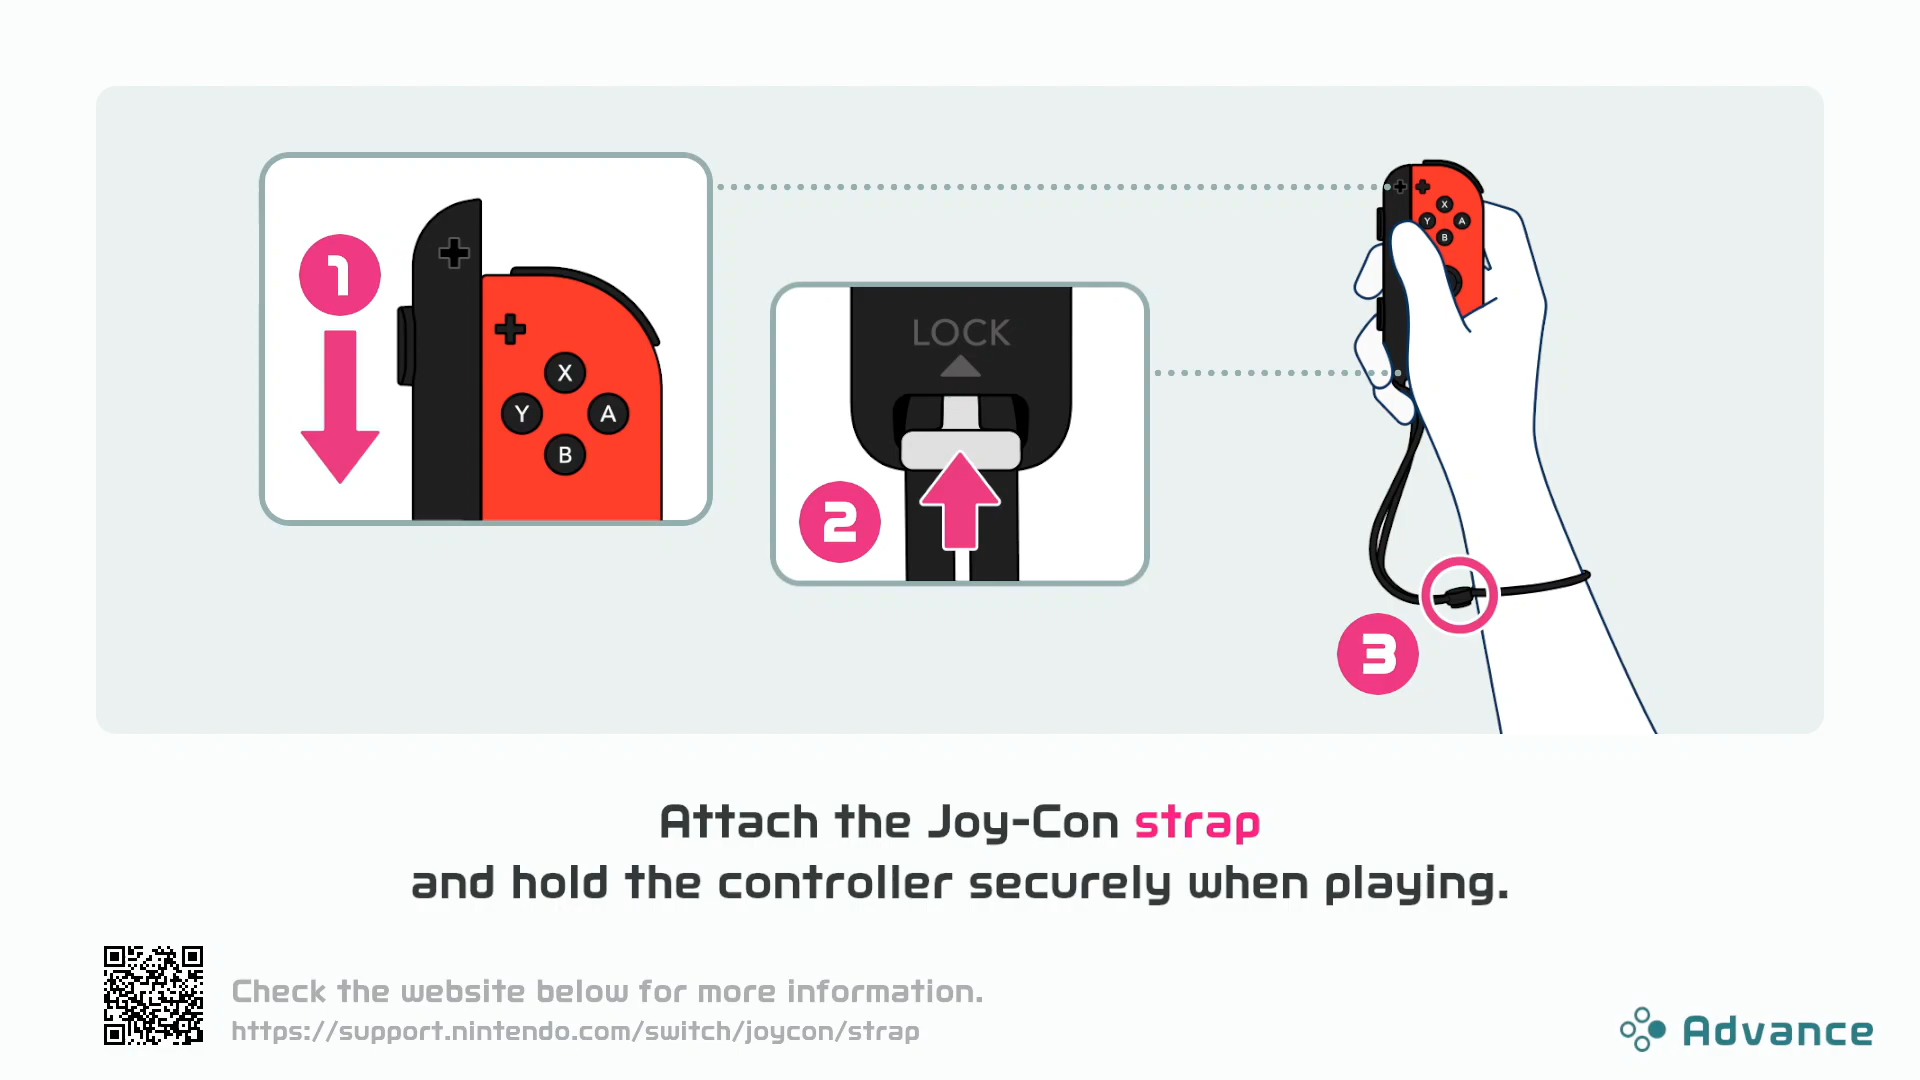 1
X
Y
A
B
LOCK
2
X
Y
A
B
3
Attach the Joy-Con strap
and hold the controller securely when playing.
Check the website below for more information.
https://support.nintendo.com/switch/joycon/strap
Advance